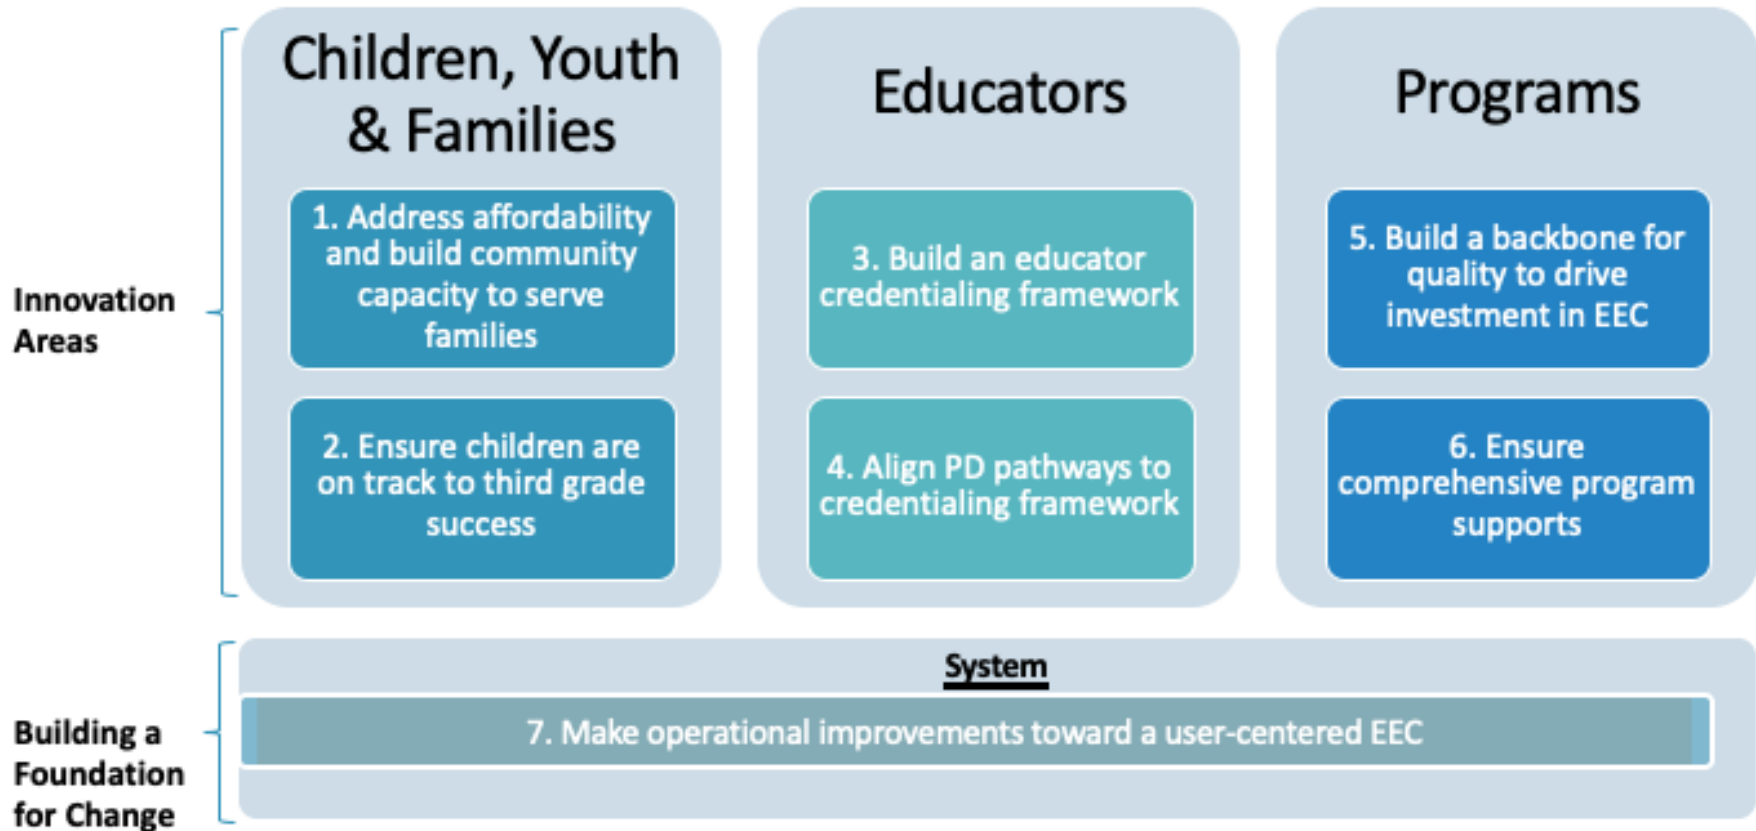 Innovation
Areas
Children, Youth
& Families
1. Address affordability
and build community
capacity to serve
families
2. Ensure children are
on track to third grade
success
Educators
3. Build an educator
credentialing framework
4. Align PD pathways to
credentialing framework
Programs
5. Build a backbone for
quality to drive
investment in EEC
6. Ensure
comprehensive program
supports
Building a
Foundation
for Change
System
7. Make operational improvements toward a user-centered EEC